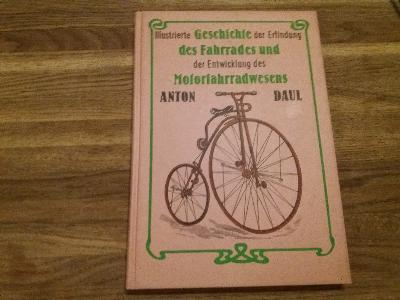 Illustrierte Geschichte der Erfindung
des Fahrrades und
der Entwicklung des
Motorfahrradwesens
ANTON DAUL